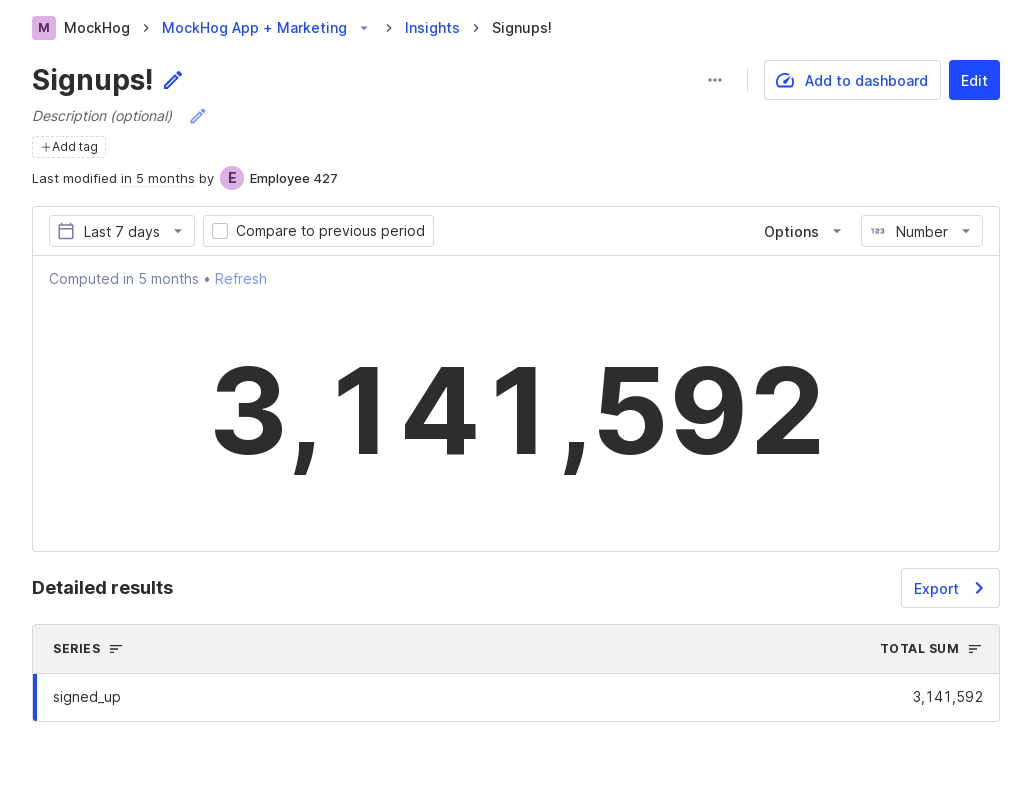 M MockHog MockHog App + Marketing Insights Signups!
Signups!
Add to dashboard Edit
Description (optional)
+Add tag
Last modified in 5 months by E Employee 427
Last 7 days Compare to previous period Options 123 Number
Computed in 5 months • Refresh
3,141,592
Detailed results Export
SERIES TOTAL SUM
signed_up 3,141,592